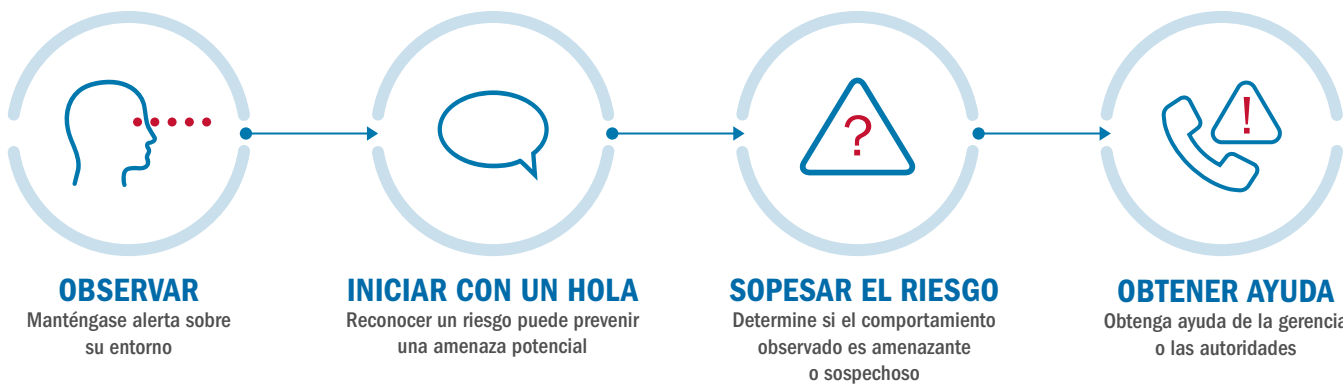 ?
!
OBSERVAR
Manténgase alerta sobre
su entorno
INICIAR CON UN HOLA
Reconocer un riesgo puede prevenir
una amenaza potencial
SOPESAR EL RIESGO
Determine si el comportamiento
observado es amenazante
o sospechoso
OBTENER AYUDA
Obtenga ayuda de la gerencia
o las autoridades